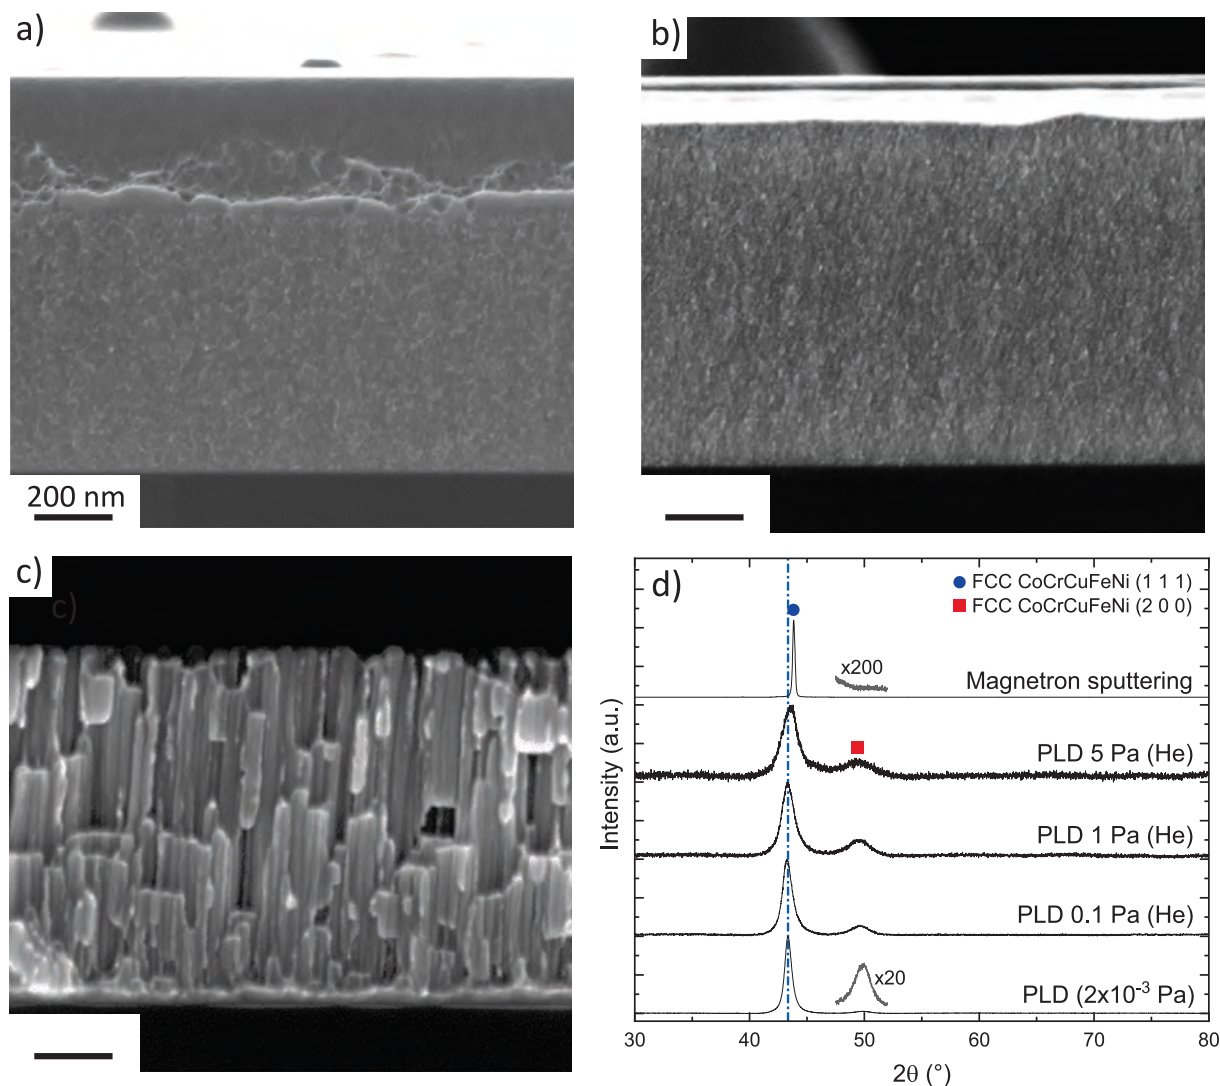 a)
200 nm
b)
c)
c)
d)
FCC CoCrCuFeNi (1 1 1)
FCC CoCrCuFeNi (2 0 0)
x200
Magnetron sputtering
PLD 5 Pa (He)
PLD 1 Pa (He)
PLD 0.1 Pa (He)
x20
PLD (2x10⁻³ Pa)
Intensity (a.u.)
30 40 50 60 70 80
2θ (°)